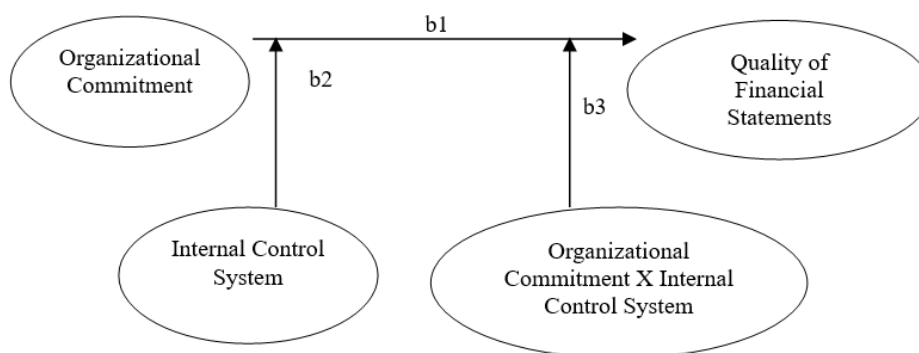 b1
Organizational
Commitment
Quality of
Financial
Statements
b2
b3
Internal Control
System
Organizational
Commitment X Internal
Control System